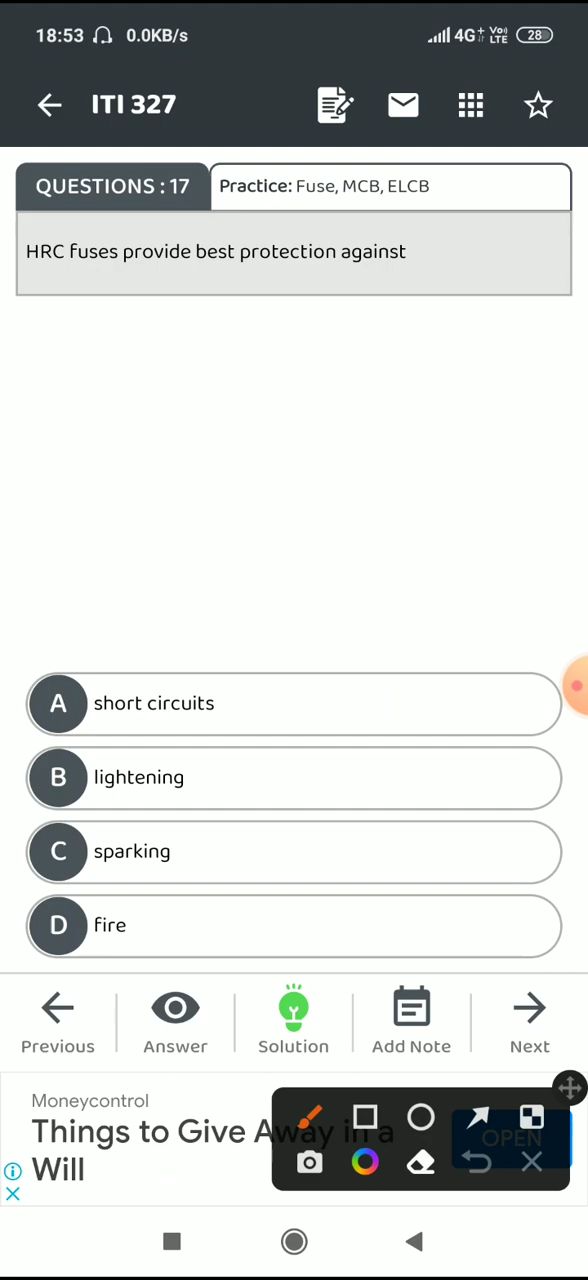 18:53 0.0KB/s 4G+ Vo) LTE 28
ITI 327
QUESTIONS : 17 Practice: Fuse, MCB, ELCB
HRC fuses provide best protection against
A short circuits
B lightening
C sparking
D fire
Previous Answer Solution Add Note Next
Moneycontrol
Things to Give Away in a
Will
OPEN